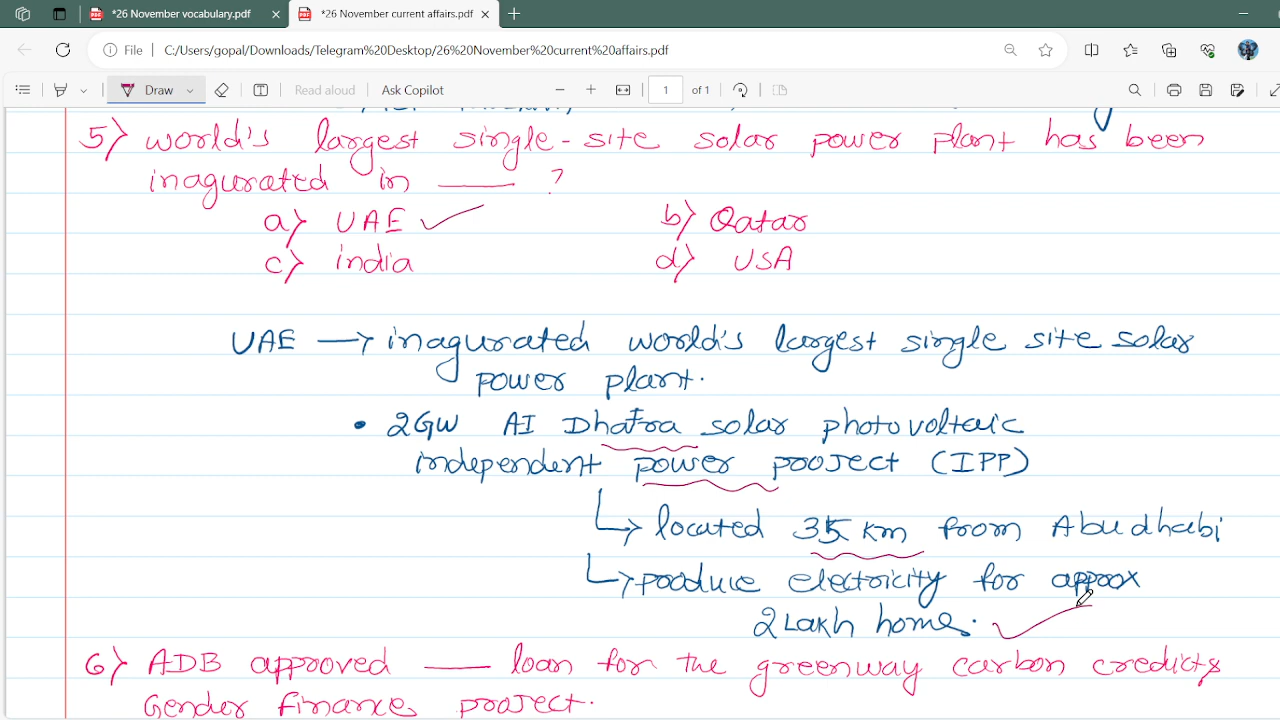 *26 November vocabulary.pdf
*26 November current affairs.pdf
File C:/Users/gopal/Downloads/Telegram%20Desktop/26%20November%20current%20affairs.pdf
Draw Read aloud Ask Copilot 1 of 1
5) world's largest single-site solar power plant has been
inagurated in ____ ?
a) UAE ✓ b) Qatar
c) india d) USA
UAE → inagurated world's largest single site solar
power plant.
• 2GW AI Dhafra solar photovoltaic
independent power project (IPP)
↳ located 35 km from Abudhabi
↳ produce electricity for approx
2 Lakh home. ✓
6) ADB approved ____ loan for the greenway carbon credicts
Gender Finance project.